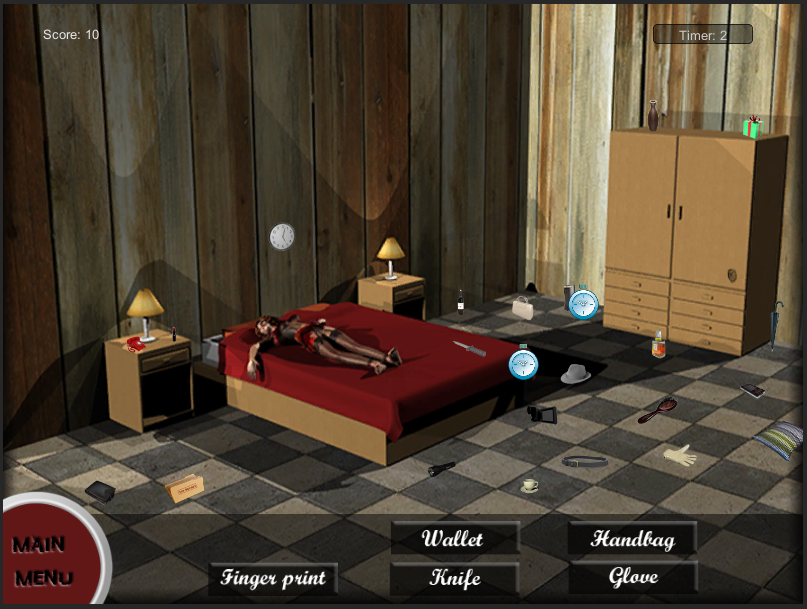 Score: 10
Timer: 2
Wallet
Handbag
MAIN
MENU
Finger print
Knife
Glove